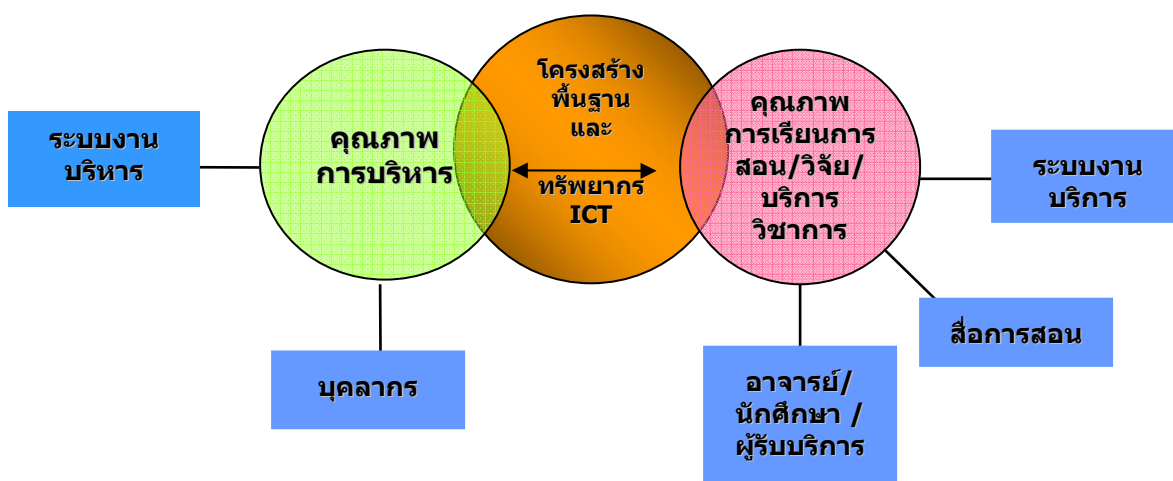 ระบบงาน
บริหาร
คุณภาพ
การบริหาร
โครงสร้าง
พื้นฐาน
และ
ทรัพยากร
ICT
คุณภาพ
การเรียนการ
สอน/วิจัย/
บริการ
วิชาการ
ระบบงาน
บริการ
สื่อการสอน
บุคลากร
อาจารย์/
นักศึกษา /
ผู้รับบริการ